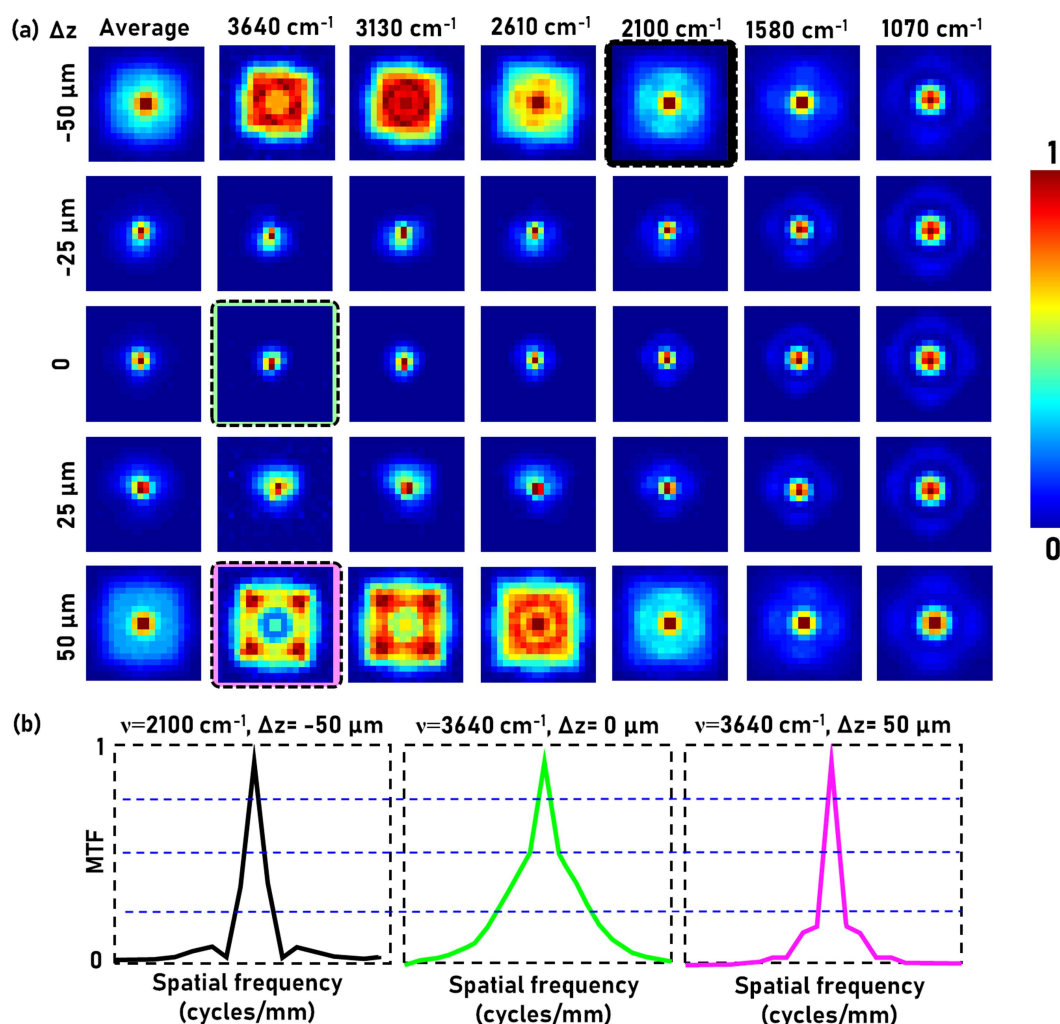 (a) Δz Average 3640 cm⁻¹ 3130 cm⁻¹ 2610 cm⁻¹ 2100 cm⁻¹ 1580 cm⁻¹ 1070 cm⁻¹
-50 µm
-25 µm
0
25 µm
50 µm
1
0
(b) ν=2100 cm⁻¹, Δz= -50 µm ν=3640 cm⁻¹, Δz= 0 µm ν=3640 cm⁻¹, Δz= 50 µm
1
MTF
0
Spatial frequency Spatial frequency Spatial frequency
(cycles/mm) (cycles/mm) (cycles/mm)